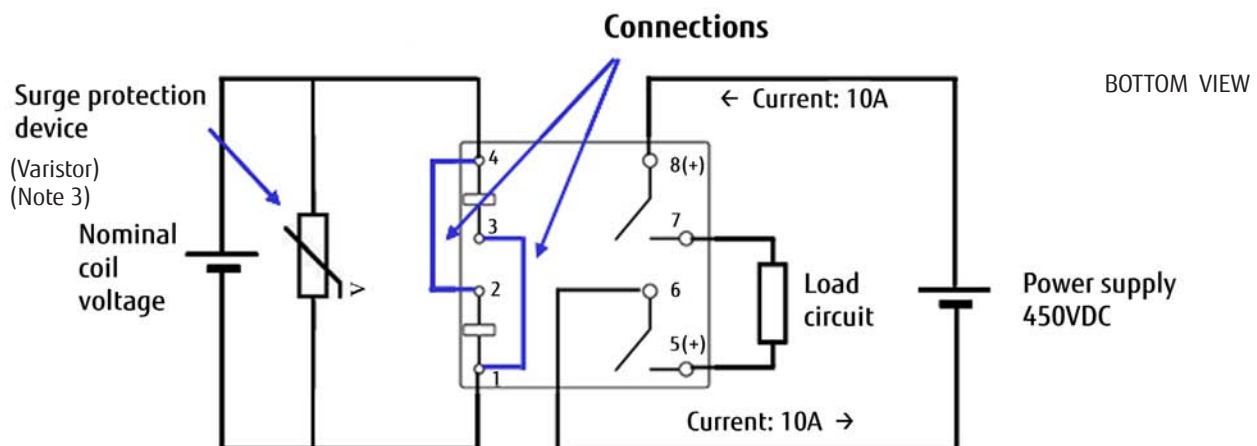 Connections
BOTTOM VIEW
Surge protection
device
(Varistor)
(Note 3)
Nominal
coil
voltage
V
← Current: 10A
4
8(+)
3
7
2
6
5(+)
1
Load
circuit
Power supply
450VDC
Current: 10A →